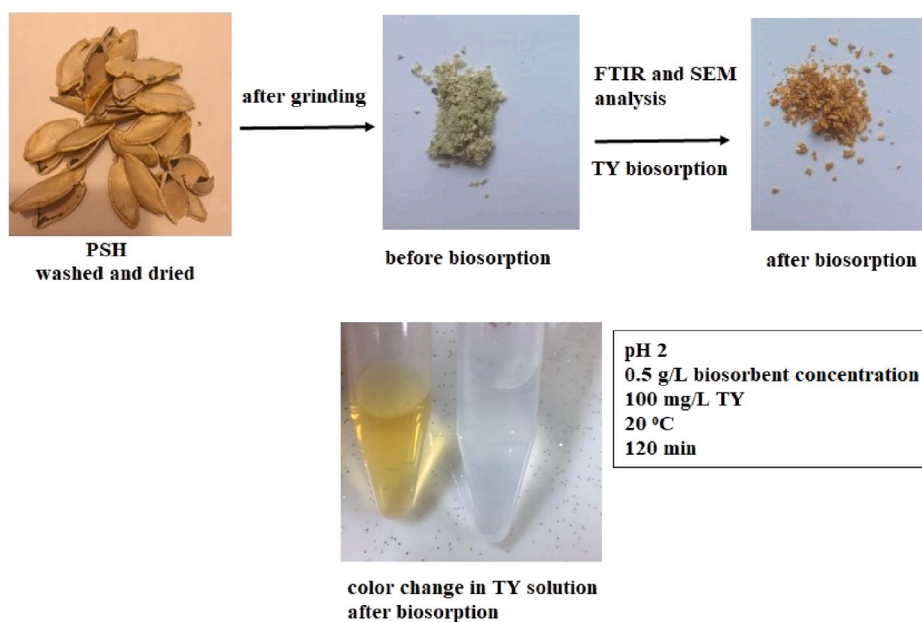 after grinding
FTIR and SEM
analysis
TY biosorption
PSH
washed and dried
before biosorption
after biosorption
pH 2
0.5 g/L biosorbent concentration
100 mg/L TY
20 ⁰C
120 min
color change in TY solution
after biosorption